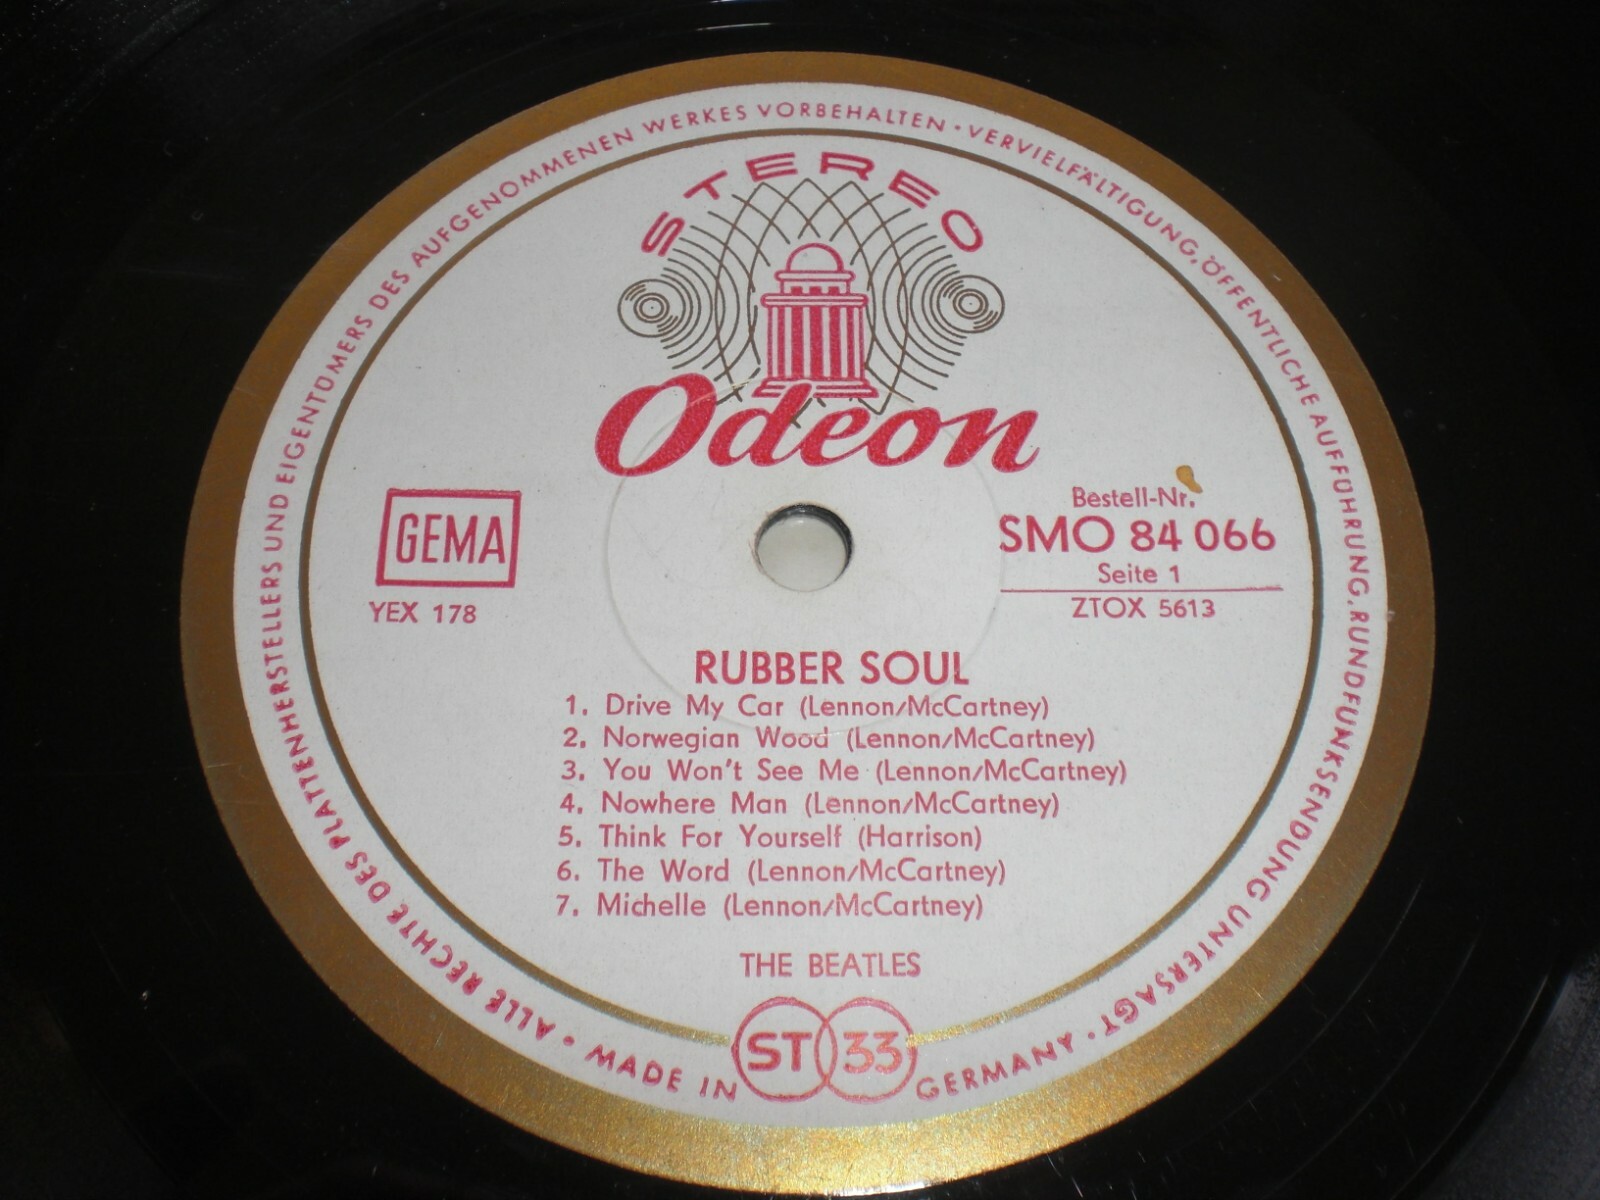 ALLE RECHTE DES PLATTENHERSTELLERS UND EIGENTÜMERS DES AUFGENOMMENEN WERKES VORBEHALTEN • VERVIELFÄLTIGUNG, ÖFFENTLICHE AUFFÜHRUNG, RUNDFUNKSENDUNG UNTERSAGT •
STEREO
Odeon
GEMA
YEX 178
Bestell-Nr.
SMO 84 066
Seite 1
ZTOX 5613
RUBBER SOUL
1. Drive My Car (Lennon/McCartney)
2. Norwegian Wood (Lennon/McCartney)
3. You Won't See Me (Lennon/McCartney)
4. Nowhere Man (Lennon/McCartney)
5. Think For Yourself (Harrison)
6. The Word (Lennon/McCartney)
7. Michelle (Lennon/McCartney)
THE BEATLES
ST 33
• MADE IN GERMANY